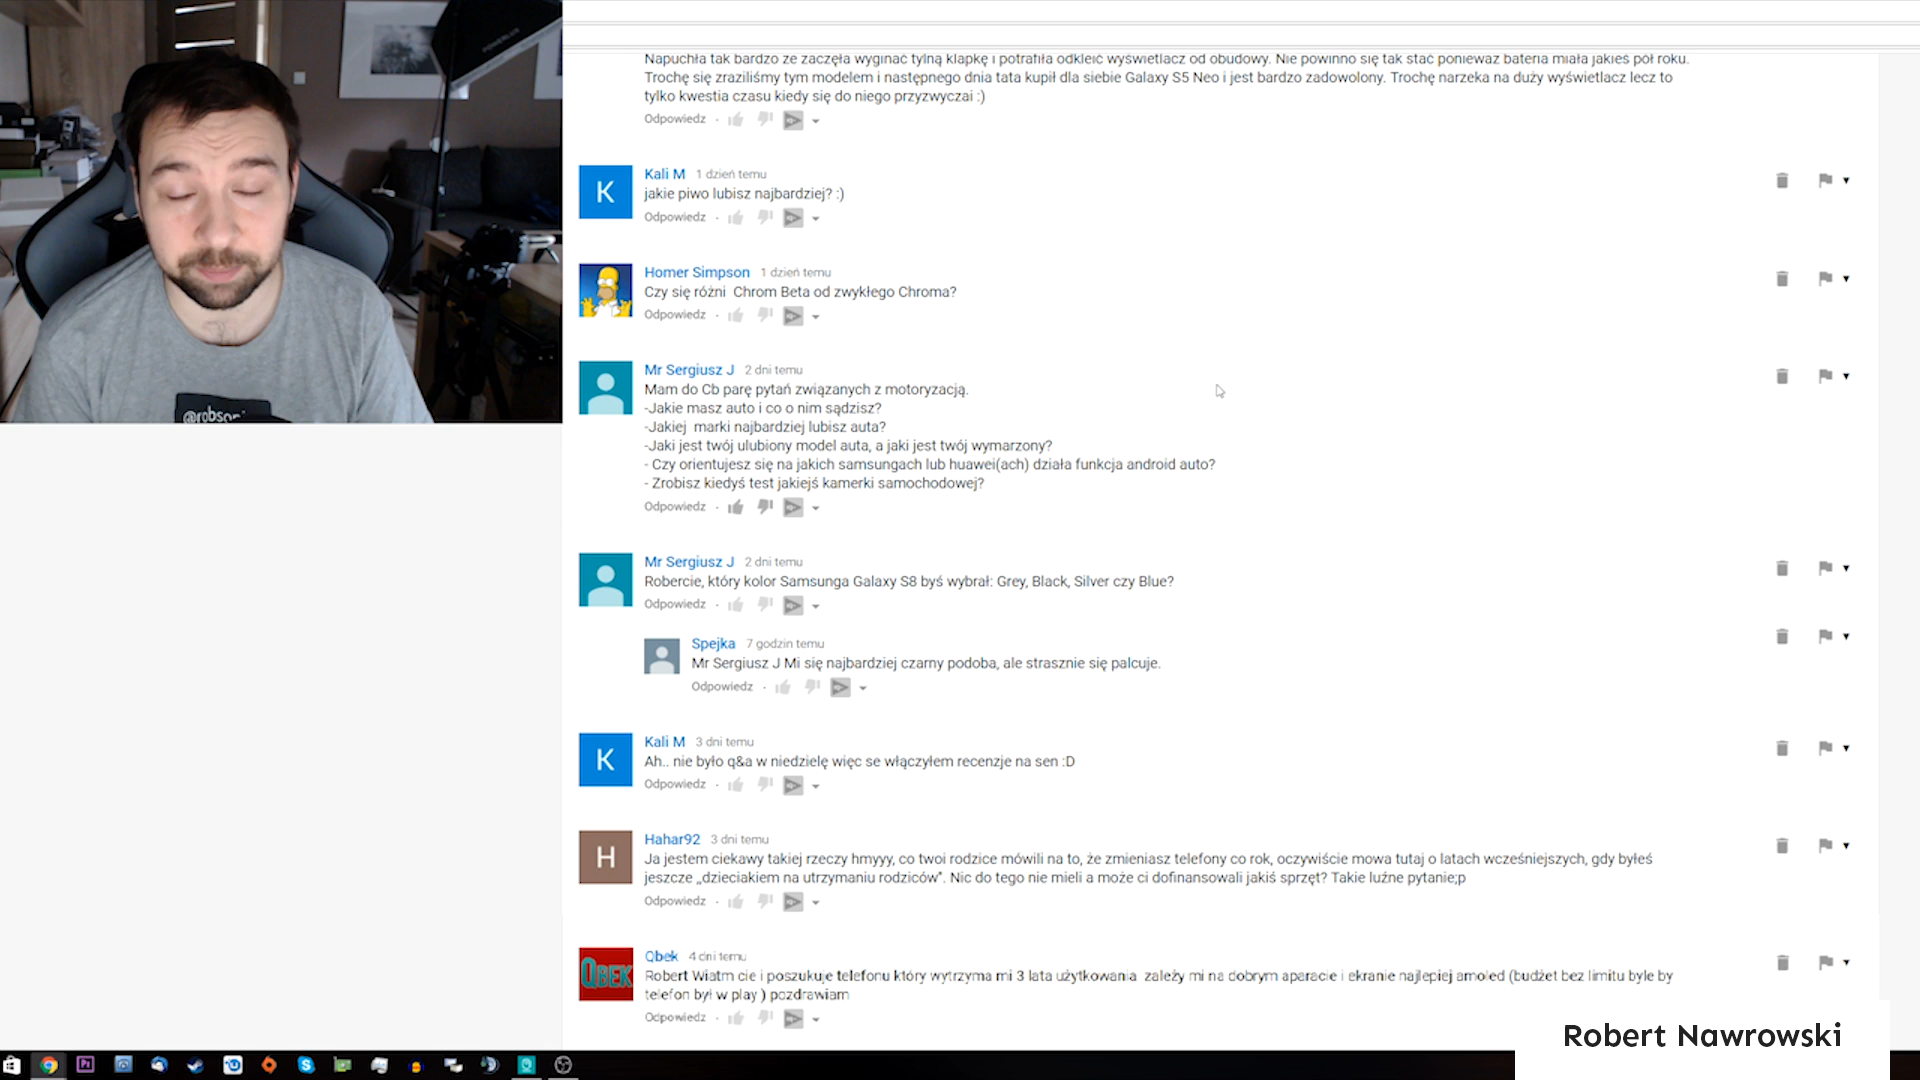 Napuchła tak bardzo że zaczęła wyginać tylną klapkę i potrafiła odkleić wyświetlacz od obudowy. Nie powinno się tak stać ponieważ bateria miała jakieś pół roku.
Trochę się zraziliśmy tym modelem i następnego dnia tata kupił dla siebie Galaxy S5 Neo i jest bardzo zadowolony. Trochę narzeka na duży wyświetlacz lecz to
tylko kwestia czasu kiedy się do niego przyzwyczai :)
Odpowiedz
K
Kali M 1 dzień temu
jakie piwo lubisz najbardziej? :)
Odpowiedz
Homer Simpson 1 dzień temu
Czy się różni Chrom Beta od zwykłego Chroma?
Odpowiedz
Mr Sergiusz J 2 dni temu
Mam do Cb parę pytań związanych z motoryzacją.
-Jakie masz auto i co o nim sądzisz?
-Jakiej marki najbardziej lubisz auta?
-Jaki jest twój ulubiony model auta, a jaki jest twój wymarzony?
- Czy orientujesz się na jakich samsungach lub huawei(ach) działa funkcja android auto?
- Zrobisz kiedyś test jakiejś kamerki samochodowej?
Odpowiedz
Mr Sergiusz J 2 dni temu
Robercie, który kolor Samsunga Galaxy S8 byś wybrał: Grey, Black, Silver czy Blue?
Odpowiedz
Spejka 7 godzin temu
Mr Sergiusz J Mi się najbardziej czarny podoba, ale strasznie się palcuje.
Odpowiedz
K
Kali M 3 dni temu
Ah.. nie było q&a w niedzielę więc se włączyłem recenzje na sen :D
Odpowiedz
H
Hahar92 3 dni temu
Ja jestem ciekawy takiej rzeczy hmyyy, co twoi rodzice mówili na to, że zmieniasz telefony co rok, oczywiście mowa tutaj o latach wcześniejszych, gdy byłeś
jeszcze „dzieciakiem na utrzymaniu rodziców". Nic do tego nie mieli a może ci dofinansowali jakiś sprzęt? Takie luźne pytanie;p
Odpowiedz
QBEK
Qbek 4 dni temu
Robert Wiatm cie i poszukuje telefonu który wytrzyma mi 3 lata użytkowania zależy mi na dobrym aparacie i ekranie najlepiej amoled (budżet bez limitu byle by
telefon był w play ) pozdrawiam
Odpowiedz
Robert Nawrowski